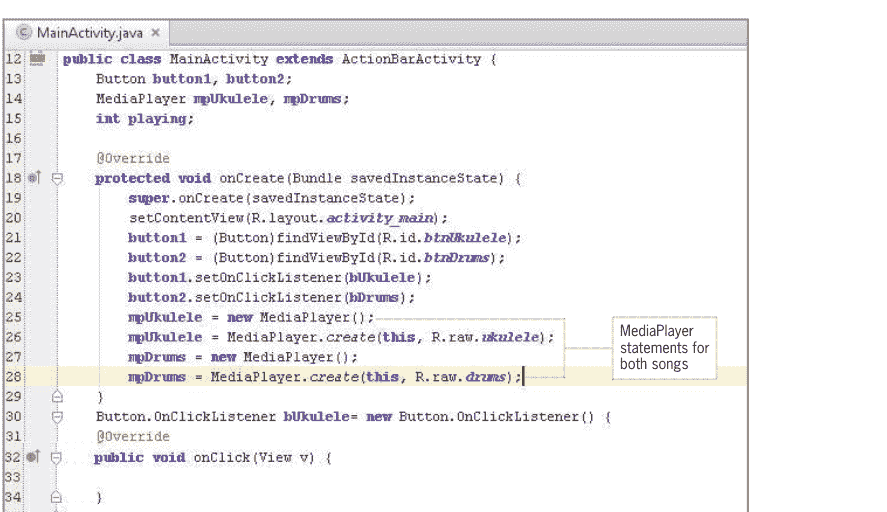 MainActivity.java ×
12 public class MainActivity extends ActionBarActivity {
13 Button button1, button2;
14 MediaPlayer mpUkulele, mpDrums;
15 int playing;
16
17 @Override
18 protected void onCreate(Bundle savedInstanceState) {
19 super.onCreate(savedInstanceState);
20 setContentView(R.layout.activity_main);
21 button1 = (Button)findViewById(R.id.btnUkulele);
22 button2 = (Button)findViewById(R.id.btnDrums);
23 button1.setOnClickListener(bUkulele);
24 button2.setOnClickListener(bDrums);
25 mpUkulele = new MediaPlayer();
26 mpUkulele = MediaPlayer.create(this, R.raw.ukulele);
27 mpDrums = new MediaPlayer();
28 mpDrums = MediaPlayer.create(this, R.raw.drums);
29 }
30 Button.OnClickListener bUkulele= new Button.OnClickListener() {
31 @Override
32 public void onClick(View v) {
33
34 }
MediaPlayer
statements for
both songs